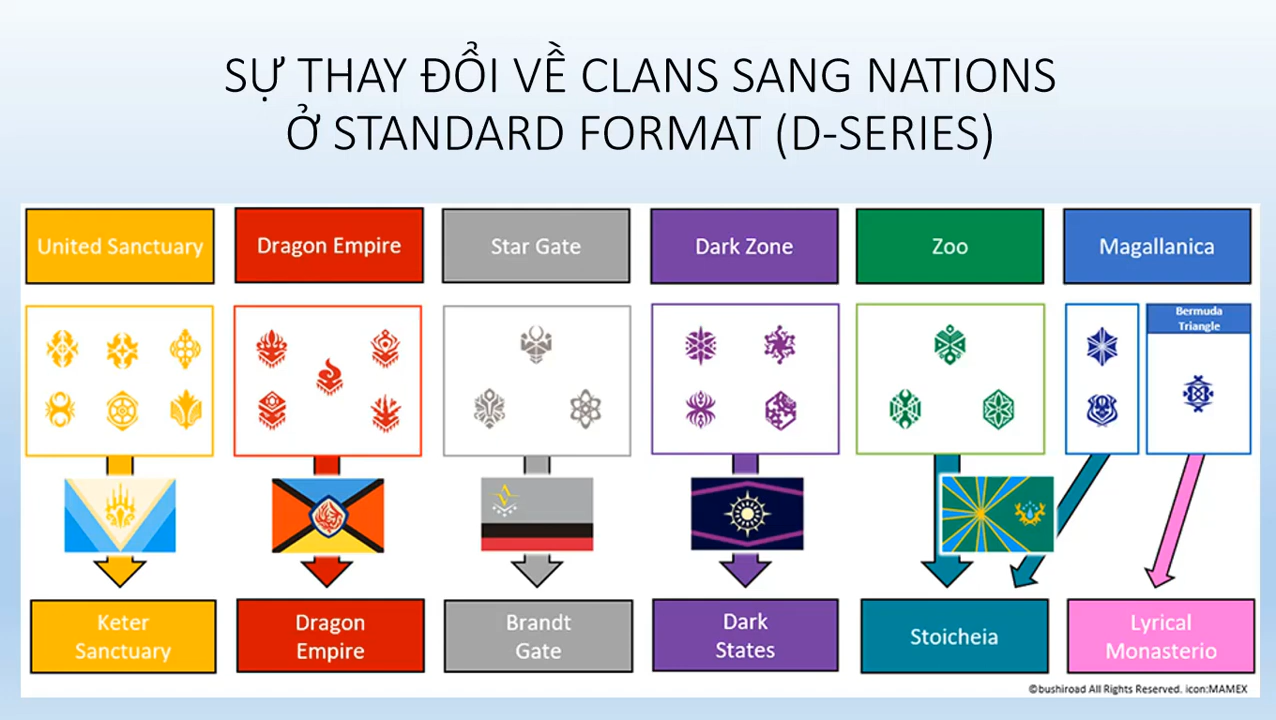 SỰ THAY ĐỔI VỀ CLANS SANG NATIONS
Ở STANDARD FORMAT (D-SERIES)
United Sanctuary
Dragon Empire
Star Gate
Dark Zone
Zoo
Magallanica
Bermuda
Triangle
Keter
Sanctuary
Dragon
Empire
Brandt
Gate
Dark
States
Stoicheia
Lyrical
Monasterio
©bushiroad All Rights Reserved. icon:MAMEX